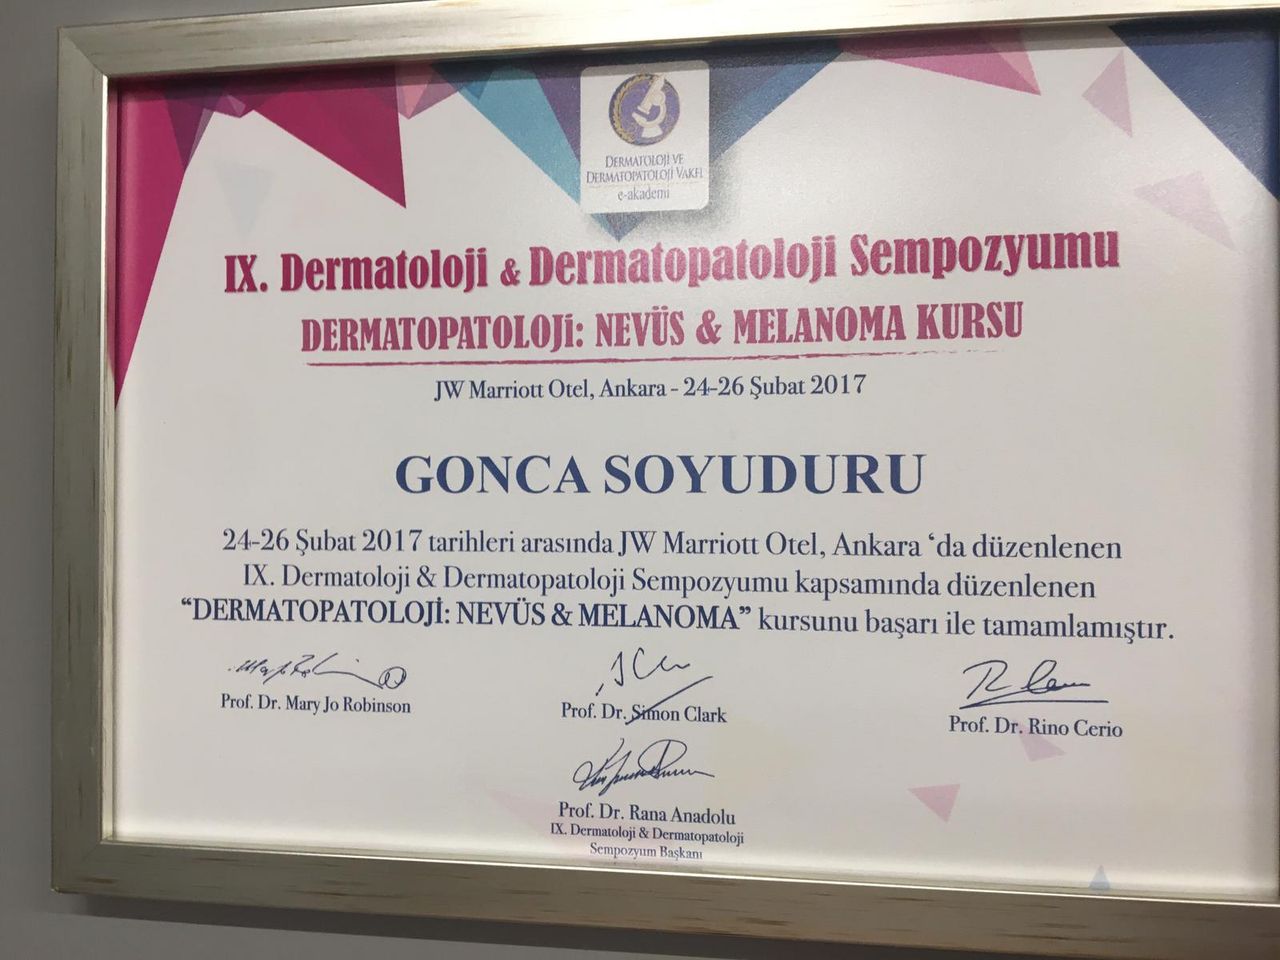 DERMATOLOJİ VE
DERMATOPATOLOJİ VAKFI
e-akademi
IX. Dermatoloji & Dermatopatoloji Sempozyumu
DERMATOPATOLOJi: NEVÜS & MELANOMA KURSU
JW Marriott Otel, Ankara - 24-26 Şubat 2017
GONCA SOYUDURU
24-26 Şubat 2017 tarihleri arasında JW Marriott Otel, Ankara ‘da düzenlenen
IX. Dermatoloji & Dermatopatoloji Sempozyumu kapsamında düzenlenen
“DERMATOPATOLOJİ: NEVÜS & MELANOMA” kursunu başarı ile tamamlamıştır.
Prof. Dr. Mary Jo Robinson
Prof. Dr. Simon Clark
Prof. Dr. Rino Cerio
Prof. Dr. Rana Anadolu
IX. Dermatoloji & Dermatopatoloji
Sempozyum Başkanı